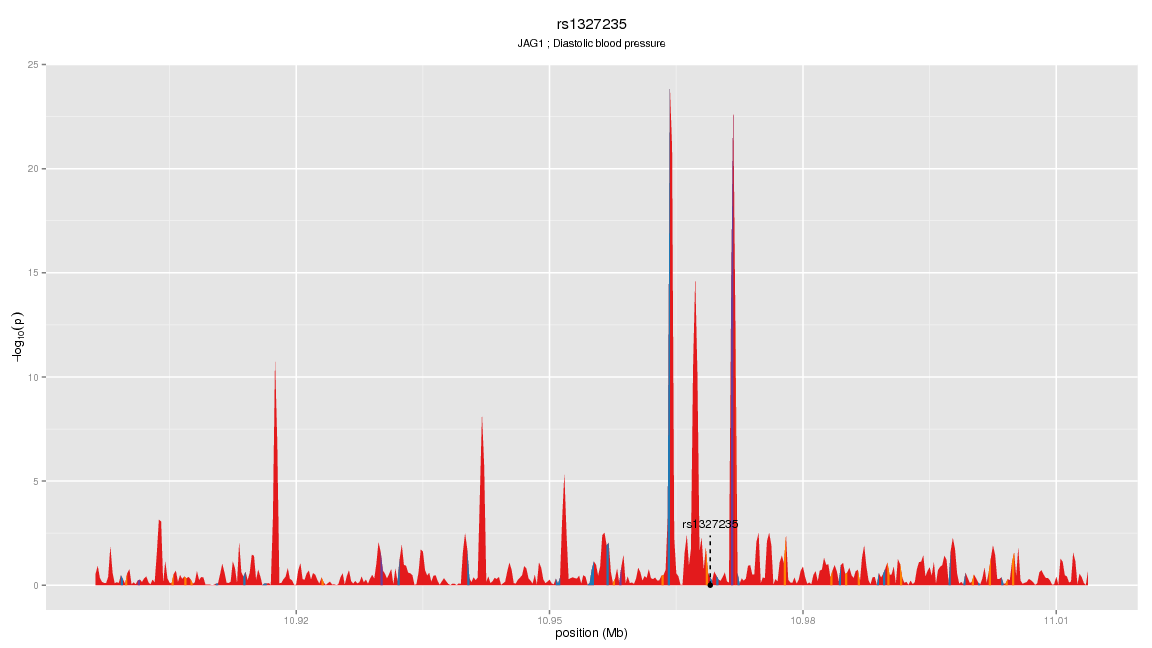 rs1327235
JAG1 ; Diastolic blood pressure
25
20
15
10
5
0
−log10(p)
rs1327235
10.92
10.95
10.98
11.01
position (Mb)